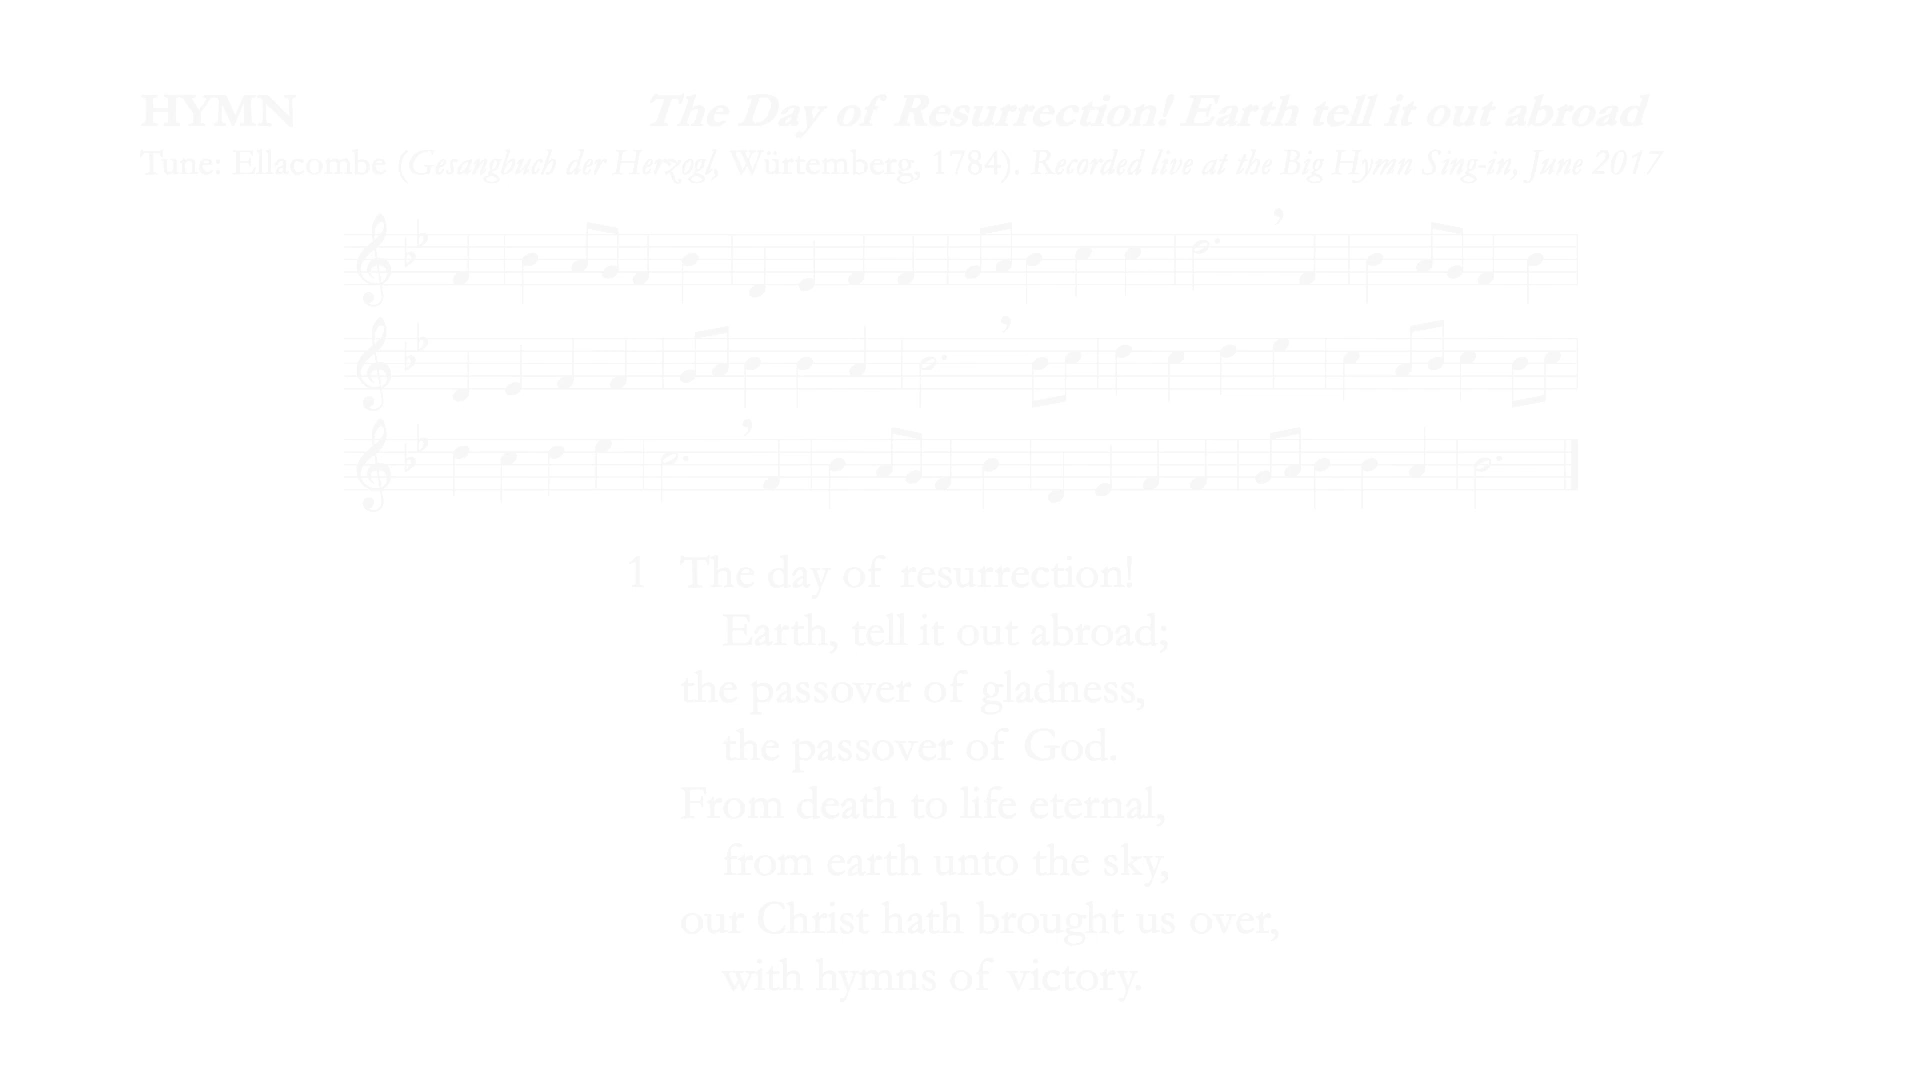 HYMN The Day of Resurrection! Earth tell it out abroad
Tune: Ellacombe (Gesangbuch der Herzogl, Würtemberg, 1784). Recorded live at the Big Hymn Sing-in, June 2017
1 The day of resurrection!
Earth, tell it out abroad;
the passover of gladness,
the passover of God.
From death to life eternal,
from earth unto the sky,
our Christ hath brought us over,
with hymns of victory.